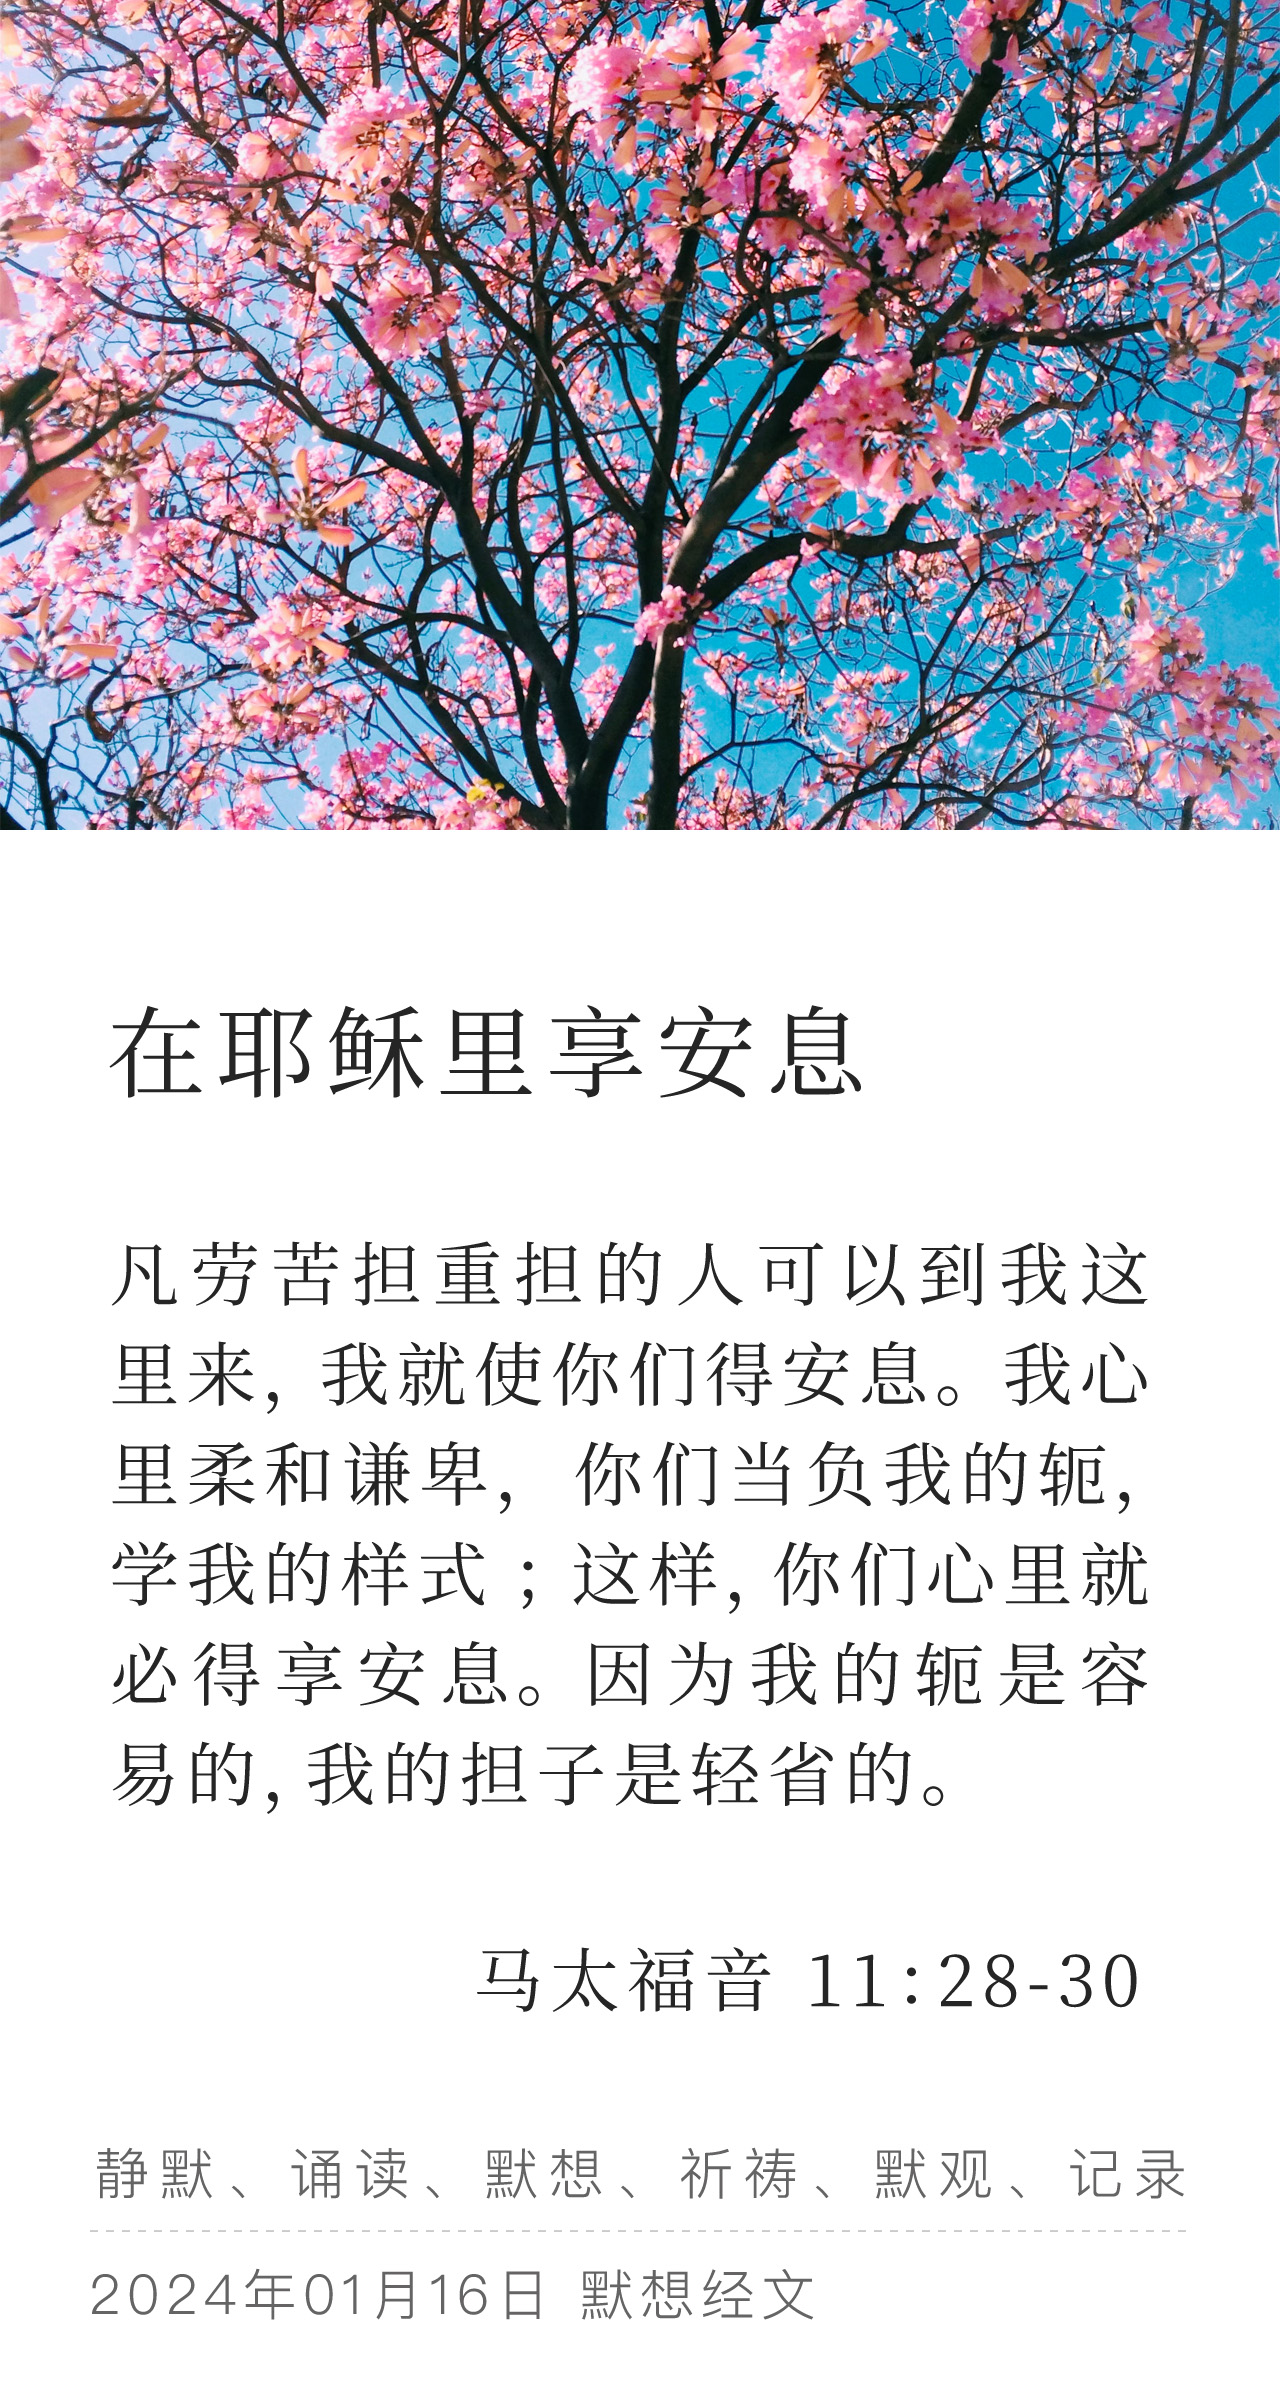 在耶稣里享安息
凡劳苦担重担的人可以到我这
里来, 我就使你们得安息。我心
里柔和谦卑， 你们当负我的轭,
学我的样式；这样, 你们心里就
必得享安息。因为我的轭是容
易的, 我的担子是轻省的。
马太福音 11:28-30
静默、诵读、默想、祈祷、默观、记录
2024年01月16日 默想经文